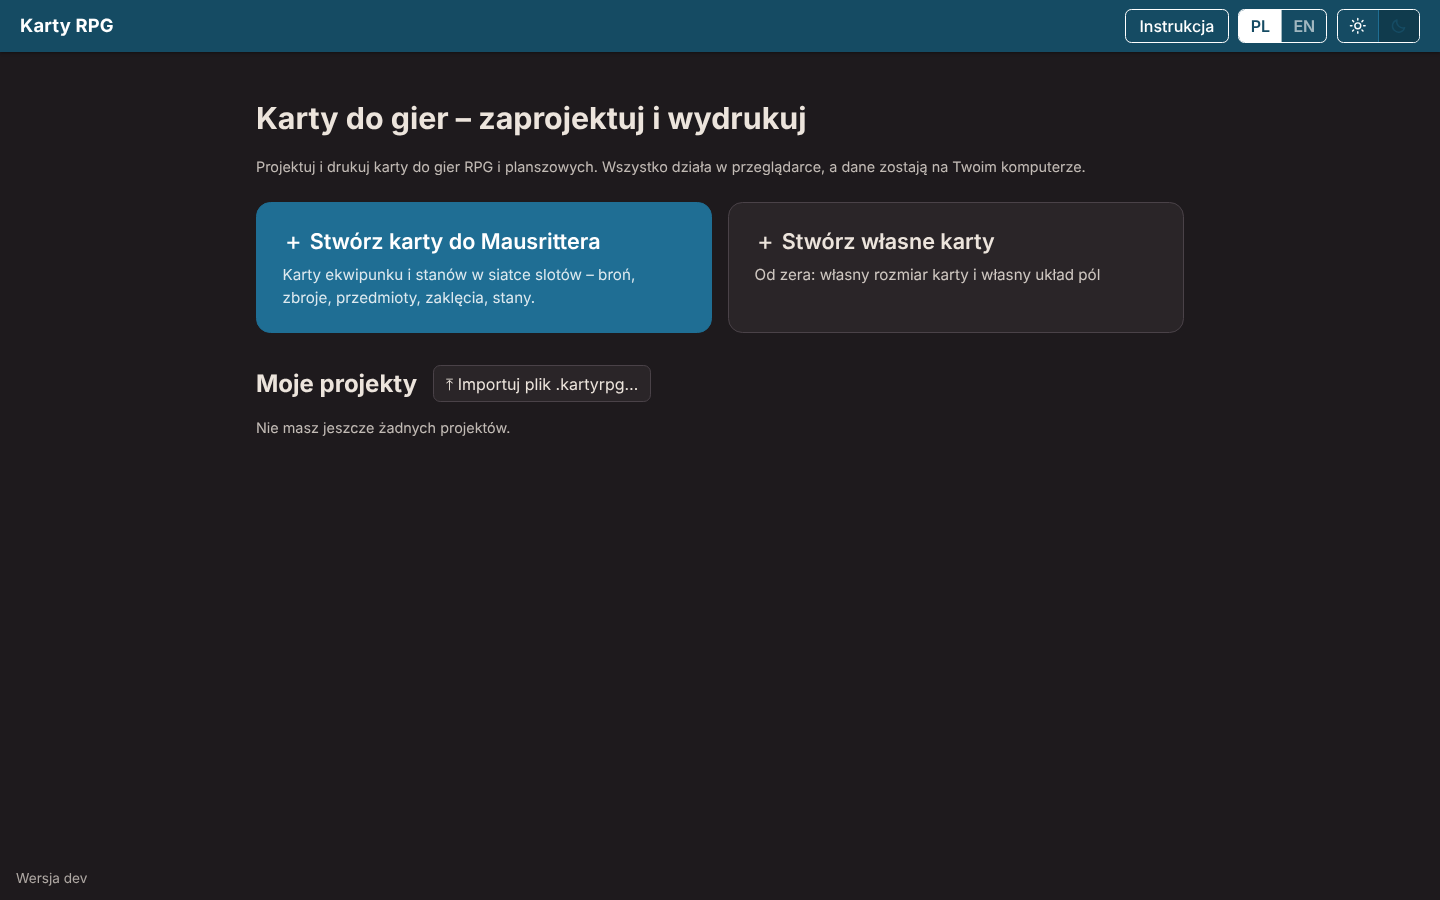 Karty RPG
Instrukcja
PL
EN
Karty do gier – zaprojektuj i wydrukuj
Projektuj i drukuj karty do gier RPG i planszowych. Wszystko działa w przeglądarce, a dane zostają na Twoim komputerze.
+ Stwórz karty do Mausrittera
Karty ekwipunku i stanów w siatce slotów – broń,
zbroje, przedmioty, zaklęcia, stany.
+ Stwórz własne karty
Od zera: własny rozmiar karty i własny układ pól
Moje projekty
⤒ Importuj plik .kartyrpg…
Nie masz jeszcze żadnych projektów.
Wersja dev